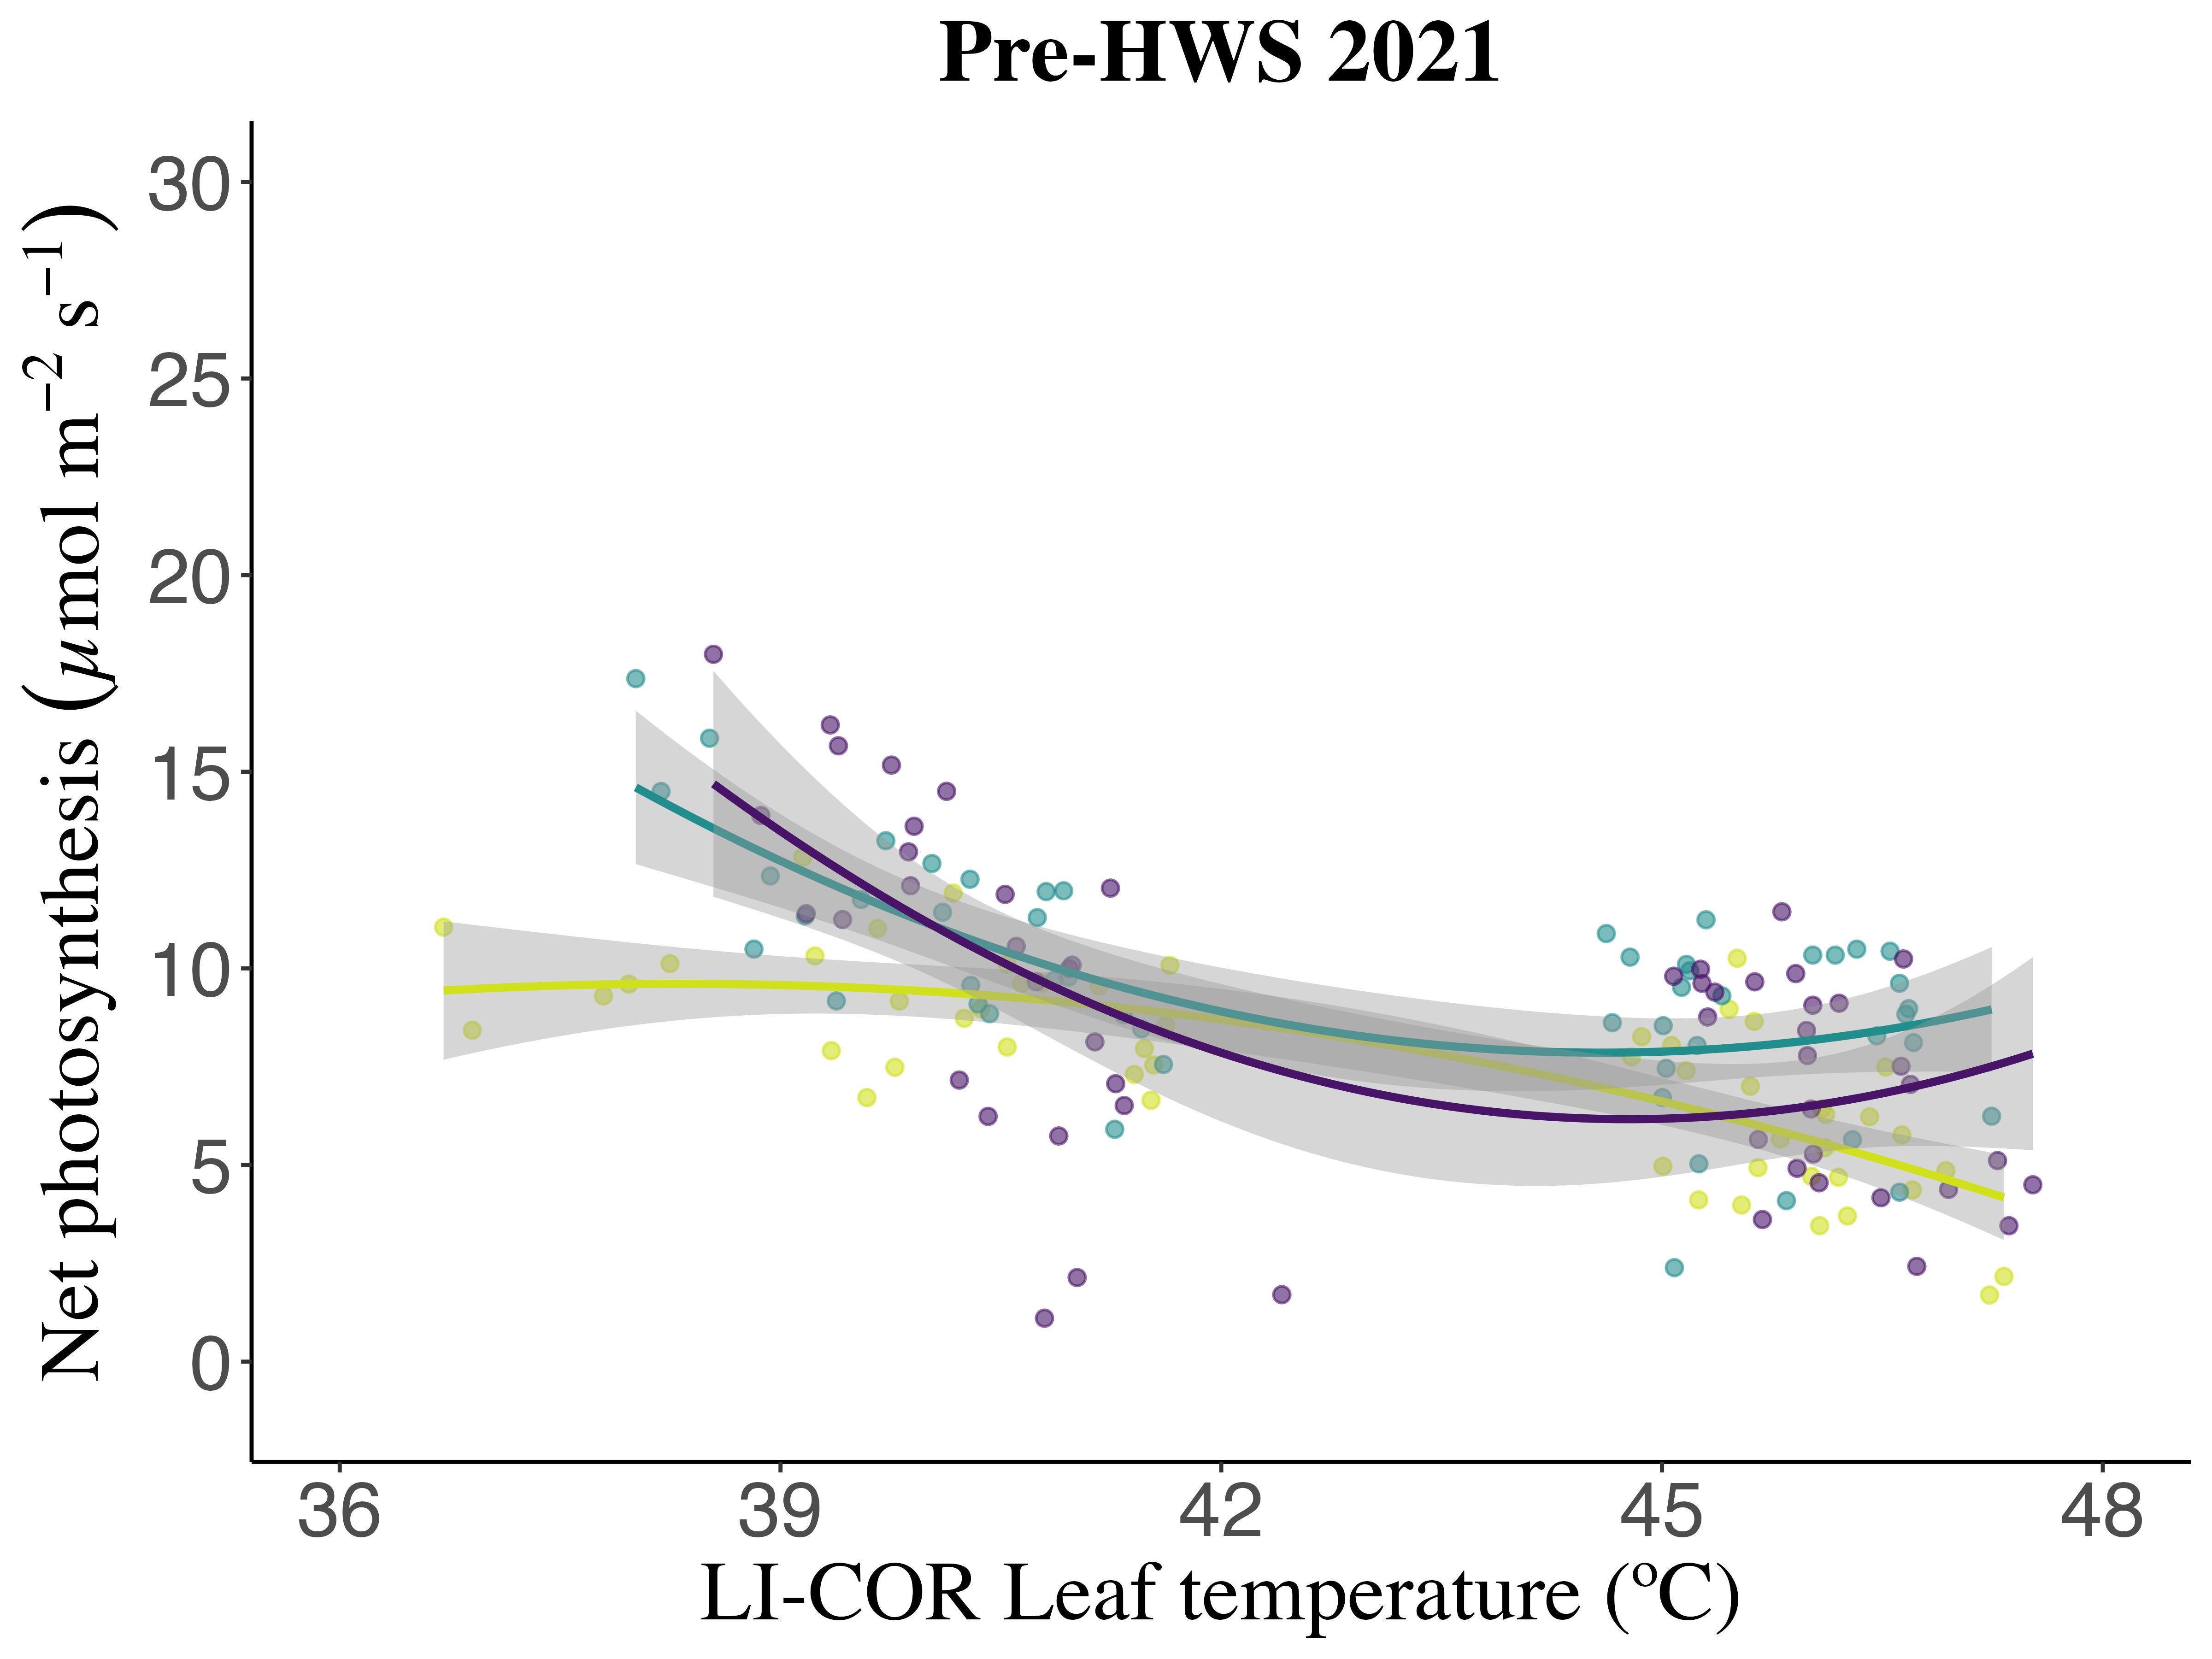 Pre-HWS 2021
Net photosynthesis (μmol m⁻² s⁻¹)
30
25
20
15
10
5
0
36 39 42 45 48
LI-COR Leaf temperature (ºC)